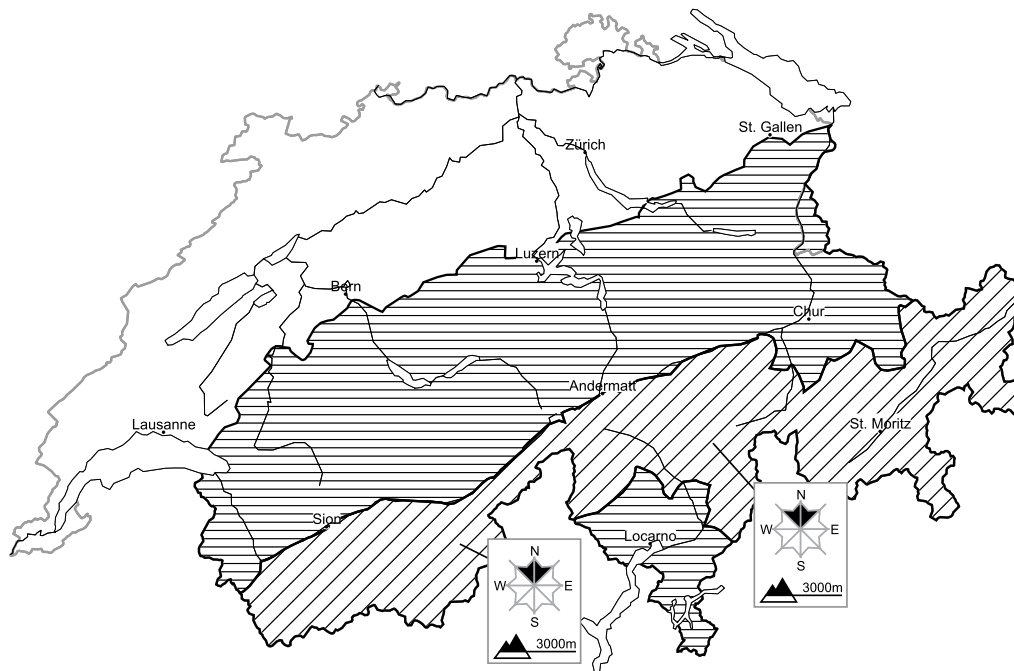 St. Gallen
Zürich
Luzern
Bern
Chur
Andermatt
Lausanne
St. Moritz
Sion
Locarno
N
W E
S
3000m
N
W E
S
3000m